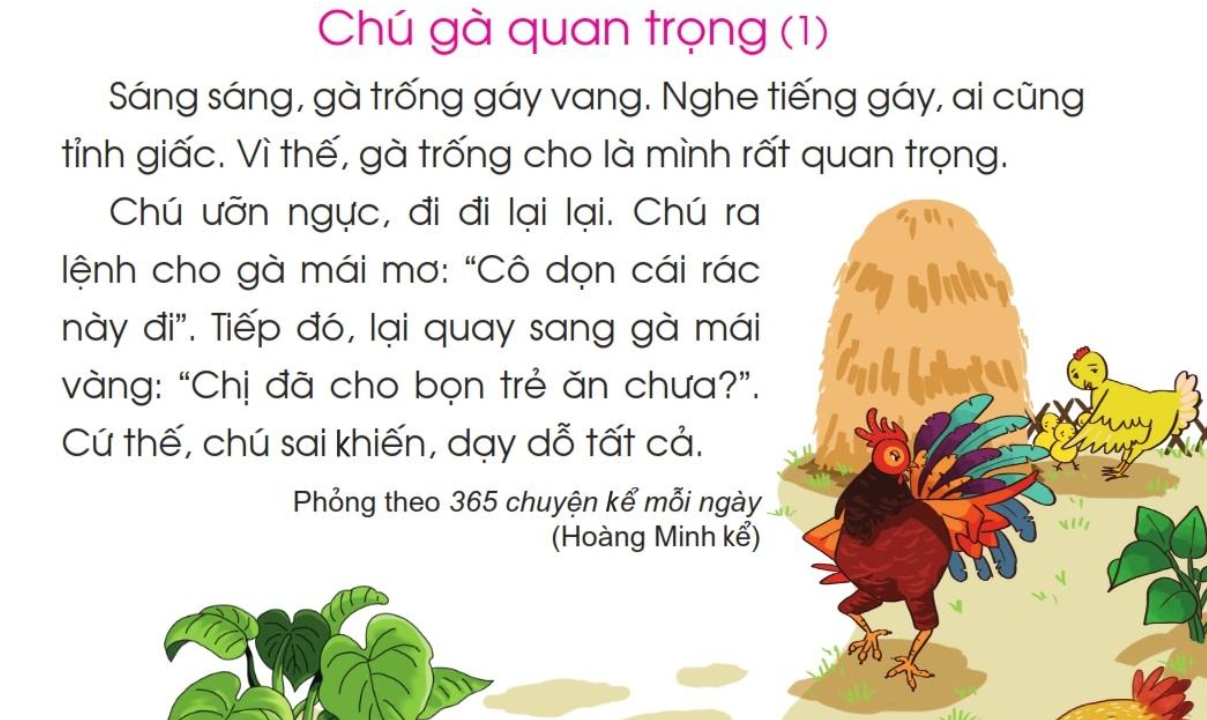 Chú gà quan trọng (1)
Sáng sáng, gà trống gáy vang. Nghe tiếng gáy, ai cũng
tỉnh giấc. Vì thế, gà trống cho là mình rất quan trọng.
Chú ưỡn ngực, đi đi lại lại. Chú ra
lệnh cho gà mái mơ: “Cô dọn cái rác
này đi”. Tiếp đó, lại quay sang gà mái
vàng: “Chị đã cho bọn trẻ ăn chưa?”.
Cứ thế, chú sai khiến, dạy dỗ tất cả.
Phỏng theo 365 chuyện kể mỗi ngày
(Hoàng Minh kể)